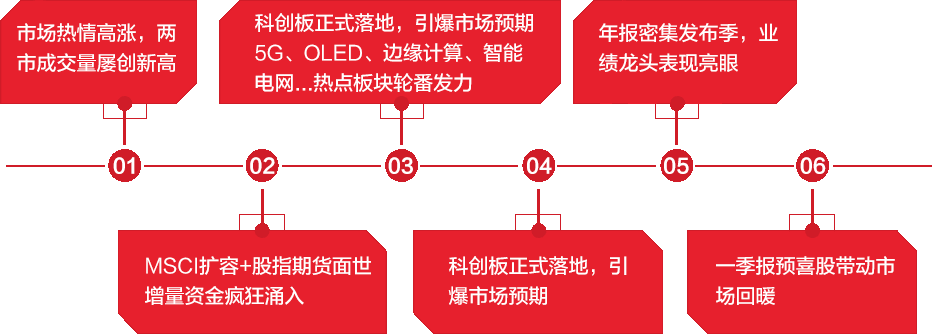 市场热情高涨，两
市成交量屡创新高
科创板正式落地，引爆市场预期
5G、OLED、边缘计算、智能
电网...热点板块轮番发力
年报密集发布季，业
绩龙头表现亮眼
01
02
03
04
05
06
MSCI扩容+股指期货面世
增量资金疯狂涌入
科创板正式落地，引
爆市场预期
一季报预喜股带动市
场回暖